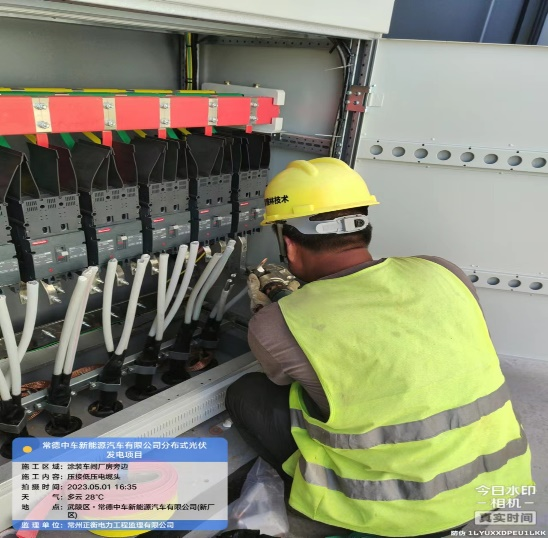 常德中车新能源汽车有限公司分布式光伏
发电项目
施工区域：涂装车间厂房旁边
施工内容：压接低压电缆头
拍摄时间：2023.05.01 16:35
天　　气：多云 28℃
地　　点：武陵区·常德中车新能源汽车有限公司(新厂区)
监理单位：常州正衡电力工程监理有限公司
今日水印
相机
真实时间
防伪 1LYUXXDPEU1LKK